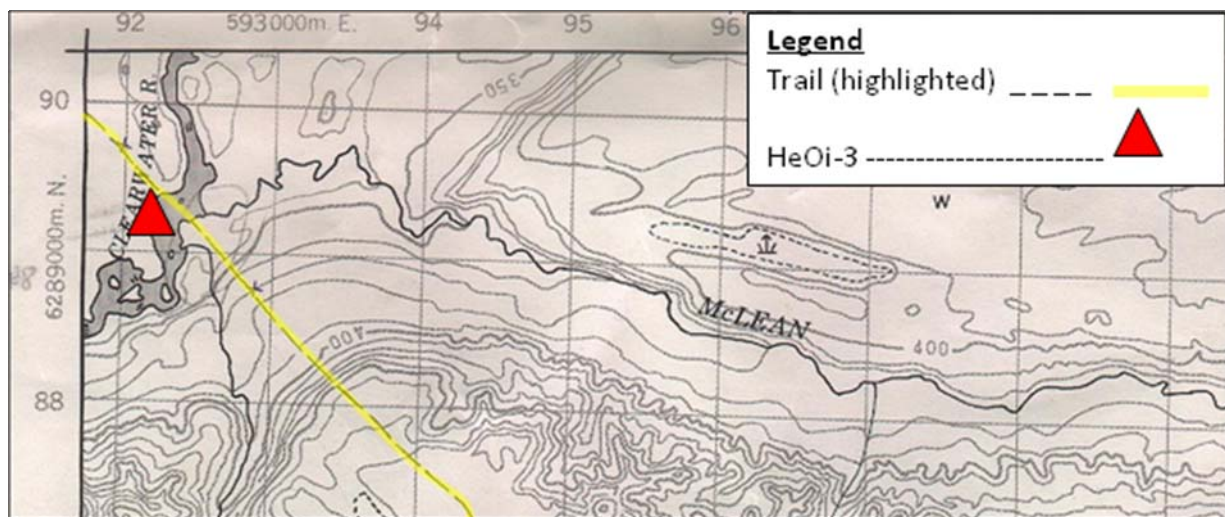 92 593000m. E. 94 95 96
Legend
Trail (highlighted)
HeOi-3
90
350
CLEARWATER R.
W
6289000m. N.
McLEAN
400
400
88